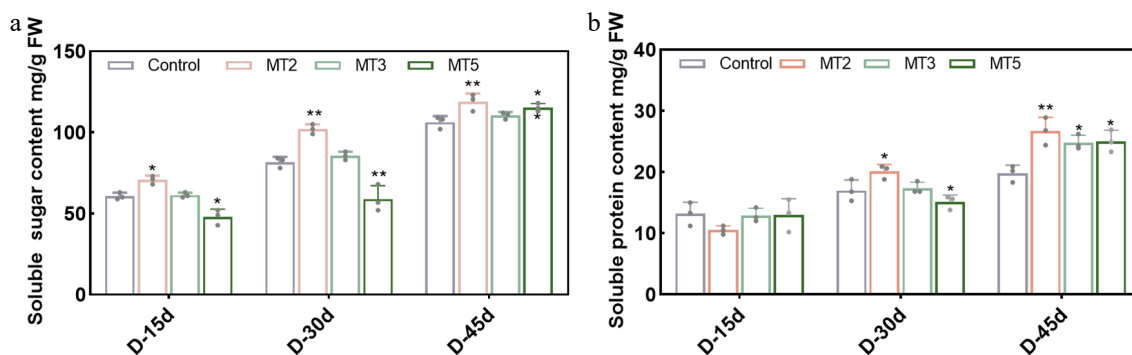 a
Soluble sugar content mg/g FW
150
100
50
0
Control MT2 MT3 MT5
*
*
**
**
**
*
*
D-15d D-30d D-45d
b
Soluble protein content mg/g FW
40
30
20
10
0
Control MT2 MT3 MT5
*
*
**
*
*
D-15d D-30d D-45d